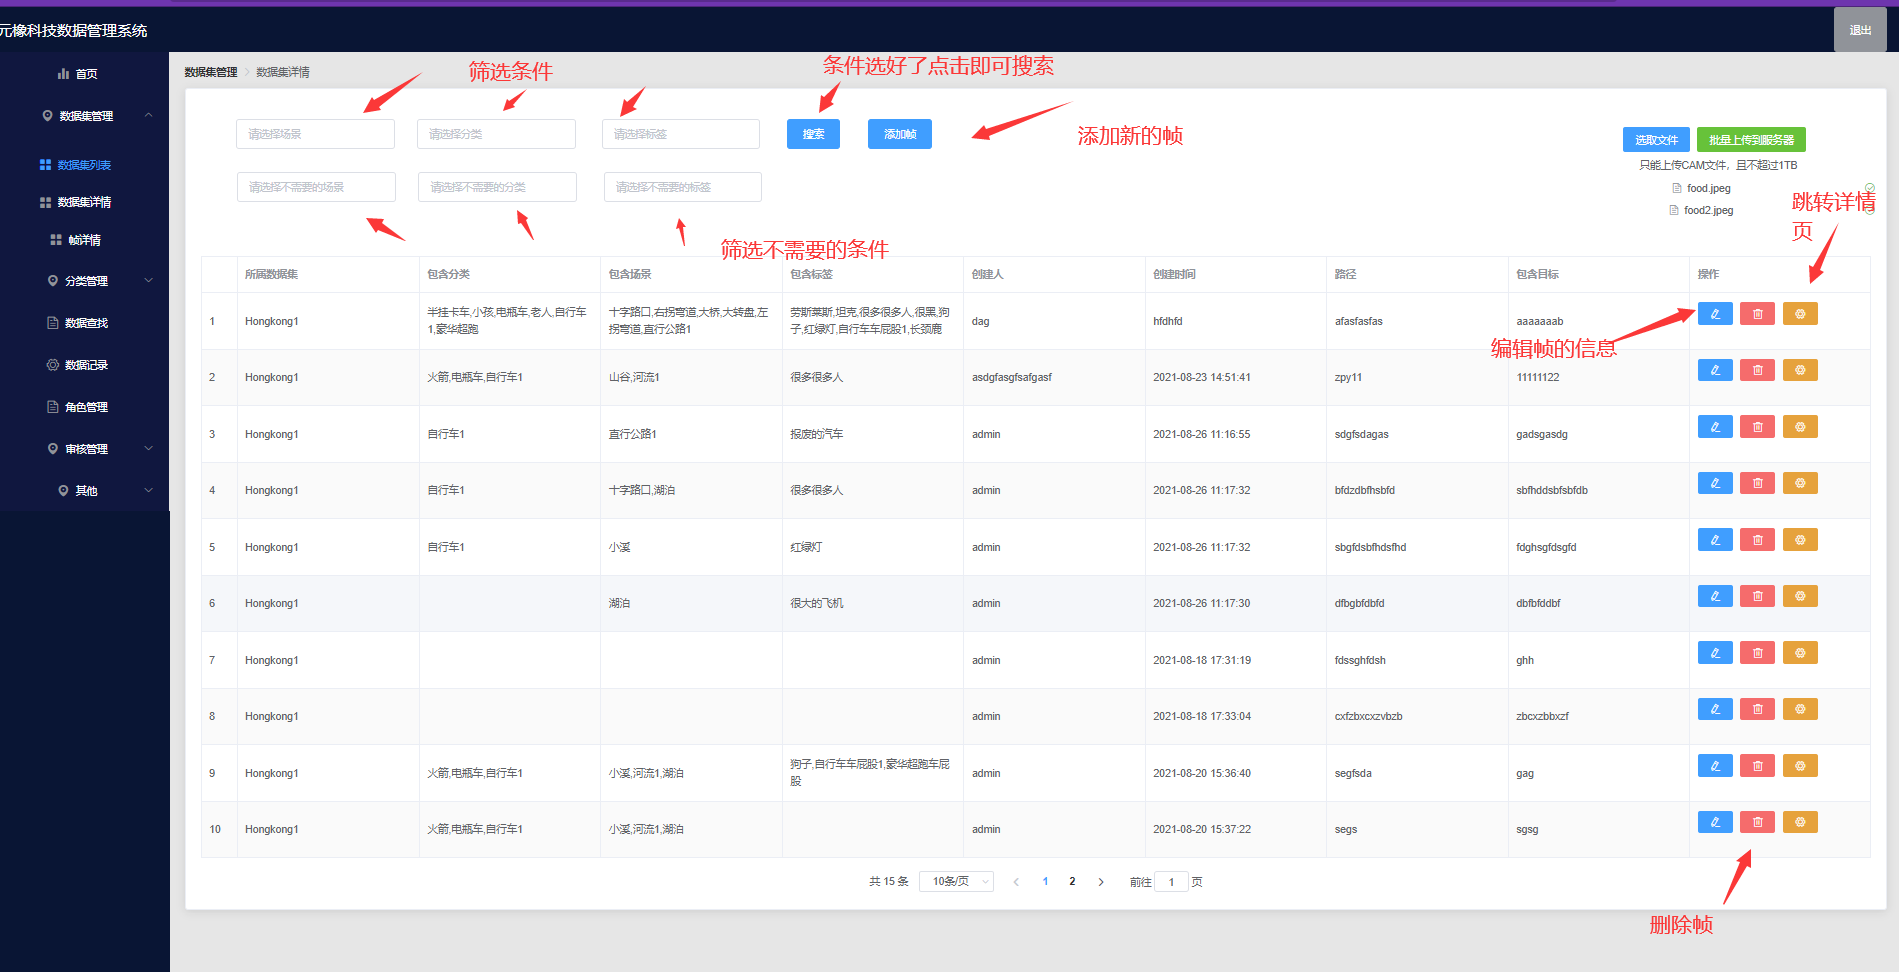 元橡科技数据管理系统
退出
首页
数据集管理
数据集列表
数据集详情
帧详情
分类管理
数据查找
数据记录
角色管理
审核管理
其他
数据集管理 > 数据集详情
筛选条件
条件选好了点击即可搜索
请选择场景
请选择分类
请选择标签
搜索
添加帧
添加新的帧
选取文件
批量上传到服务器
只能上传CAM文件，且不超过1TB
food.jpeg
food2.jpeg
请选择不需要的场景
请选择不需要的分类
请选择不需要的标签
筛选不需要的条件
跳转详情
页
所属数据集 包含分类 包含场景 包含标签 创建人 创建时间 路径 包含目标 操作
1 Hongkong1 半挂卡车,小孩,电瓶车,老人,自行车 十字路口,右拐弯道,大桥,大转盘,左 劳斯莱斯,坦克,很多很多人,很黑,狗 dag hfdhfd afasfasfas aaaaaaab
1,豪华超跑 拐弯道,直行公路1 子,红绿灯,自行车车屁股1,长颈鹿
编辑帧的信息
2 Hongkong1 火箭,电瓶车,自行车1 山谷,河流1 很多很多人 asdgfasgfsafgasf 2021-08-23 14:51:41 zpy11 11111122
3 Hongkong1 自行车1 直行公路1 报废的汽车 admin 2021-08-26 11:16:55 sdgfsdagas gadsgasdg
4 Hongkong1 自行车1 十字路口,湖泊 很多很多人 admin 2021-08-26 11:17:32 bfdzdbfhsbfd sbfhddsbfsbfdb
5 Hongkong1 自行车1 小溪 红绿灯 admin 2021-08-26 11:17:32 sbgfdsbfhdsfhd fdghsgfdsgfd
6 Hongkong1 湖泊 很大的飞机 admin 2021-08-26 11:17:30 dfbgbfdbfd dbfbfddbf
7 Hongkong1 admin 2021-08-18 17:31:19 fdssghfdsh ghh
8 Hongkong1 admin 2021-08-18 17:33:04 cxfzbxcxzvbzb zbcxzbbxzf
9 Hongkong1 火箭,电瓶车,自行车1 小溪,河流1,湖泊 狗子,自行车车屁股1,豪华超跑车屁 admin 2021-08-20 15:36:40 segfsda gag
股
10 Hongkong1 火箭,电瓶车,自行车1 小溪,河流1,湖泊 admin 2021-08-20 15:37:22 segs sgsg
共 15 条 10条/页 < 1 2 > 前往 1 页
删除帧